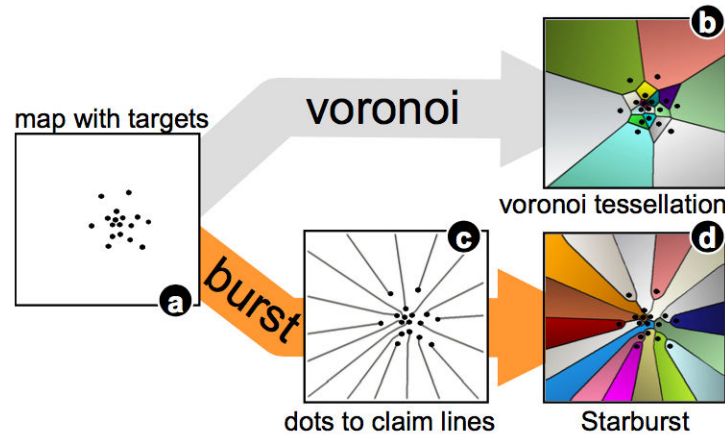 map with targets
a
voronoi
b
voronoi tessellation
burst
c
dots to claim lines
d
Starburst